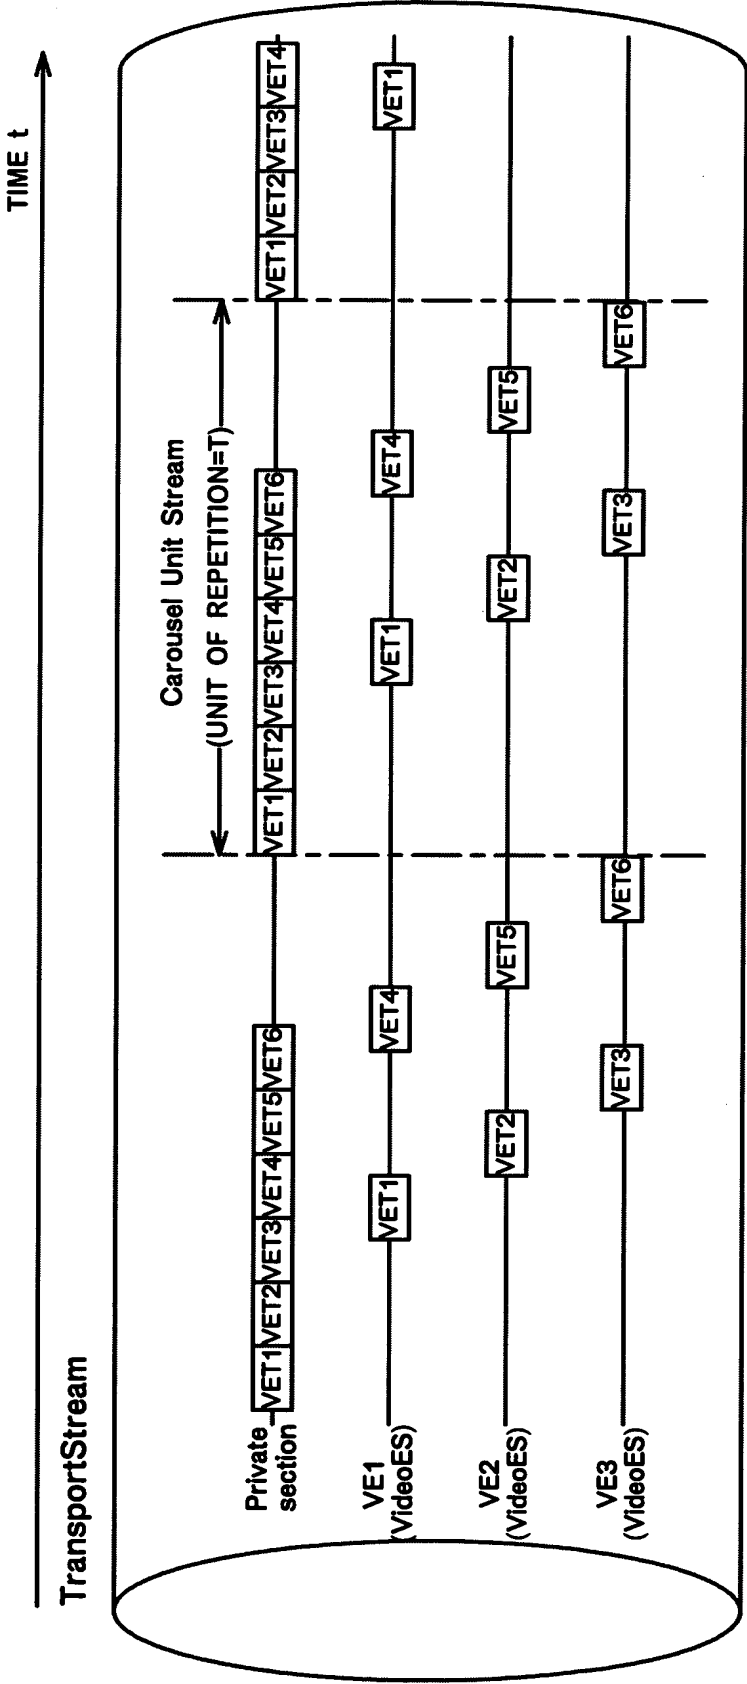 TIME t
TransportStream
Carousel Unit Stream
(UNIT OF REPETITION=T)
Private
section
VET1 VET2 VET3 VET4 VET5 VET6 VET1 VET2 VET3 VET4 VET5 VET6 VET1 VET2 VET3 VET4
VE1
(VideoES)
VET1 VET4 VET1 VET4 VET1
VE2
(VideoES)
VET2 VET5 VET2 VET5
VE3
(VideoES)
VET3 VET6 VET3 VET6